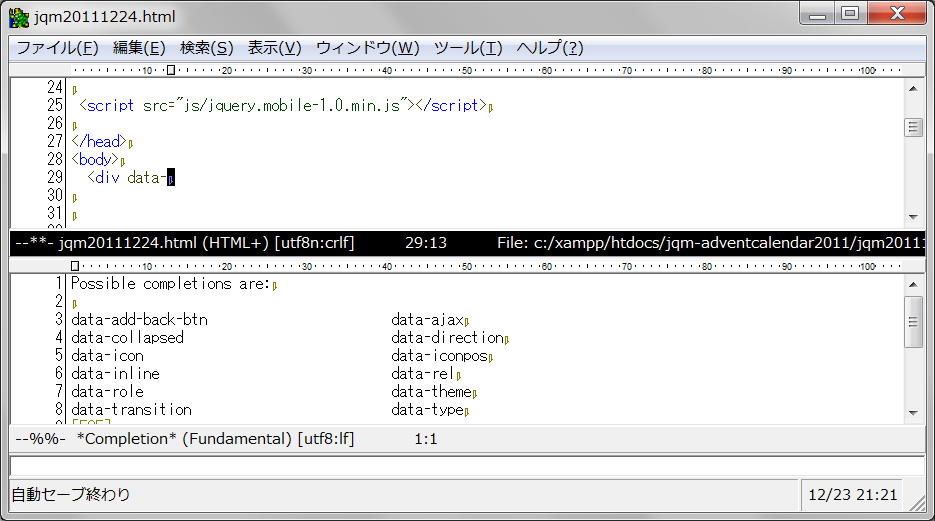 jqm20111224.html
ファイル(F) 編集(E) 検索(S) 表示(V) ウィンドウ(W) ツール(T) ヘルプ(?)
10 20 30 40 50 60 70 80 90 100
24
25 <script src="js/jquery.mobile-1.0.min.js"></script>
26
27 </head>
28 <body>
29 <div data-
30
31
--**- jqm20111224.html (HTML+) [utf8n:crlf] 29:13 File: c:/xampp/htdocs/jqm-adventcalendar2011/jqm20111
10 20 30 40 50 60 70 80 90 100
1 Possible completions are:
2
3 data-add-back-btn data-ajax
4 data-collapsed data-direction
5 data-icon data-iconpos
6 data-inline data-rel
7 data-role data-theme
8 data-transition data-type
--%%- *Completion* (Fundamental) [utf8:lf] 1:1
自動セーブ終わり 12/23 21:21